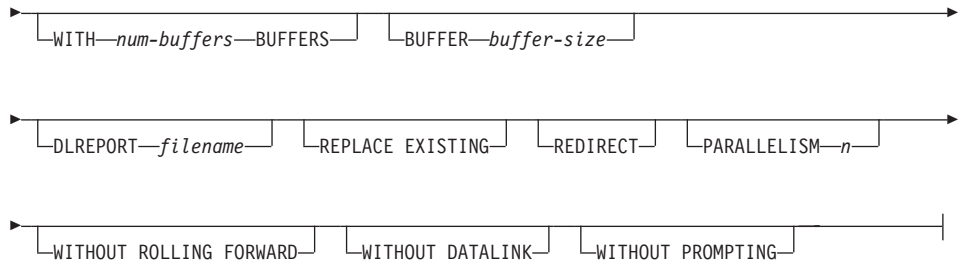 WITH num-buffers BUFFERS BUFFER buffer-size
DLREPORT filename REPLACE EXISTING REDIRECT PARALLELISM n
WITHOUT ROLLING FORWARD WITHOUT DATALINK WITHOUT PROMPTING